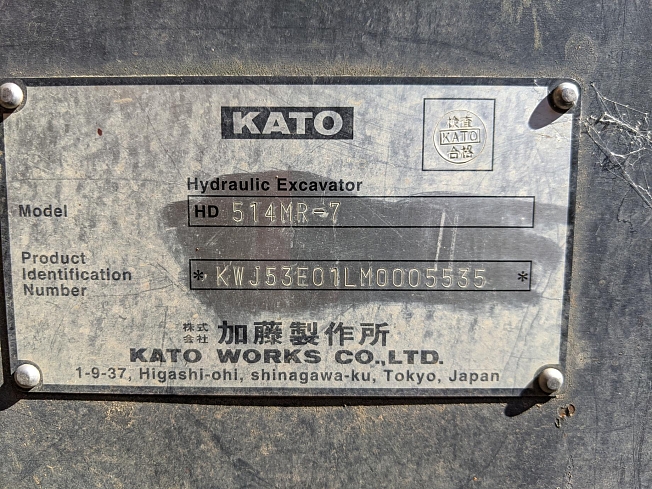 KATO
検査
KATO
合格
Hydraulic Excavator
Model HD 514MR-7
Product
Identification
Number
* KWJ53E01LM0005535 *
株式会社 加藤製作所
KATO WORKS CO.,LTD.
1-9-37, Higashi-ohi, shinagawa-ku, Tokyo, Japan